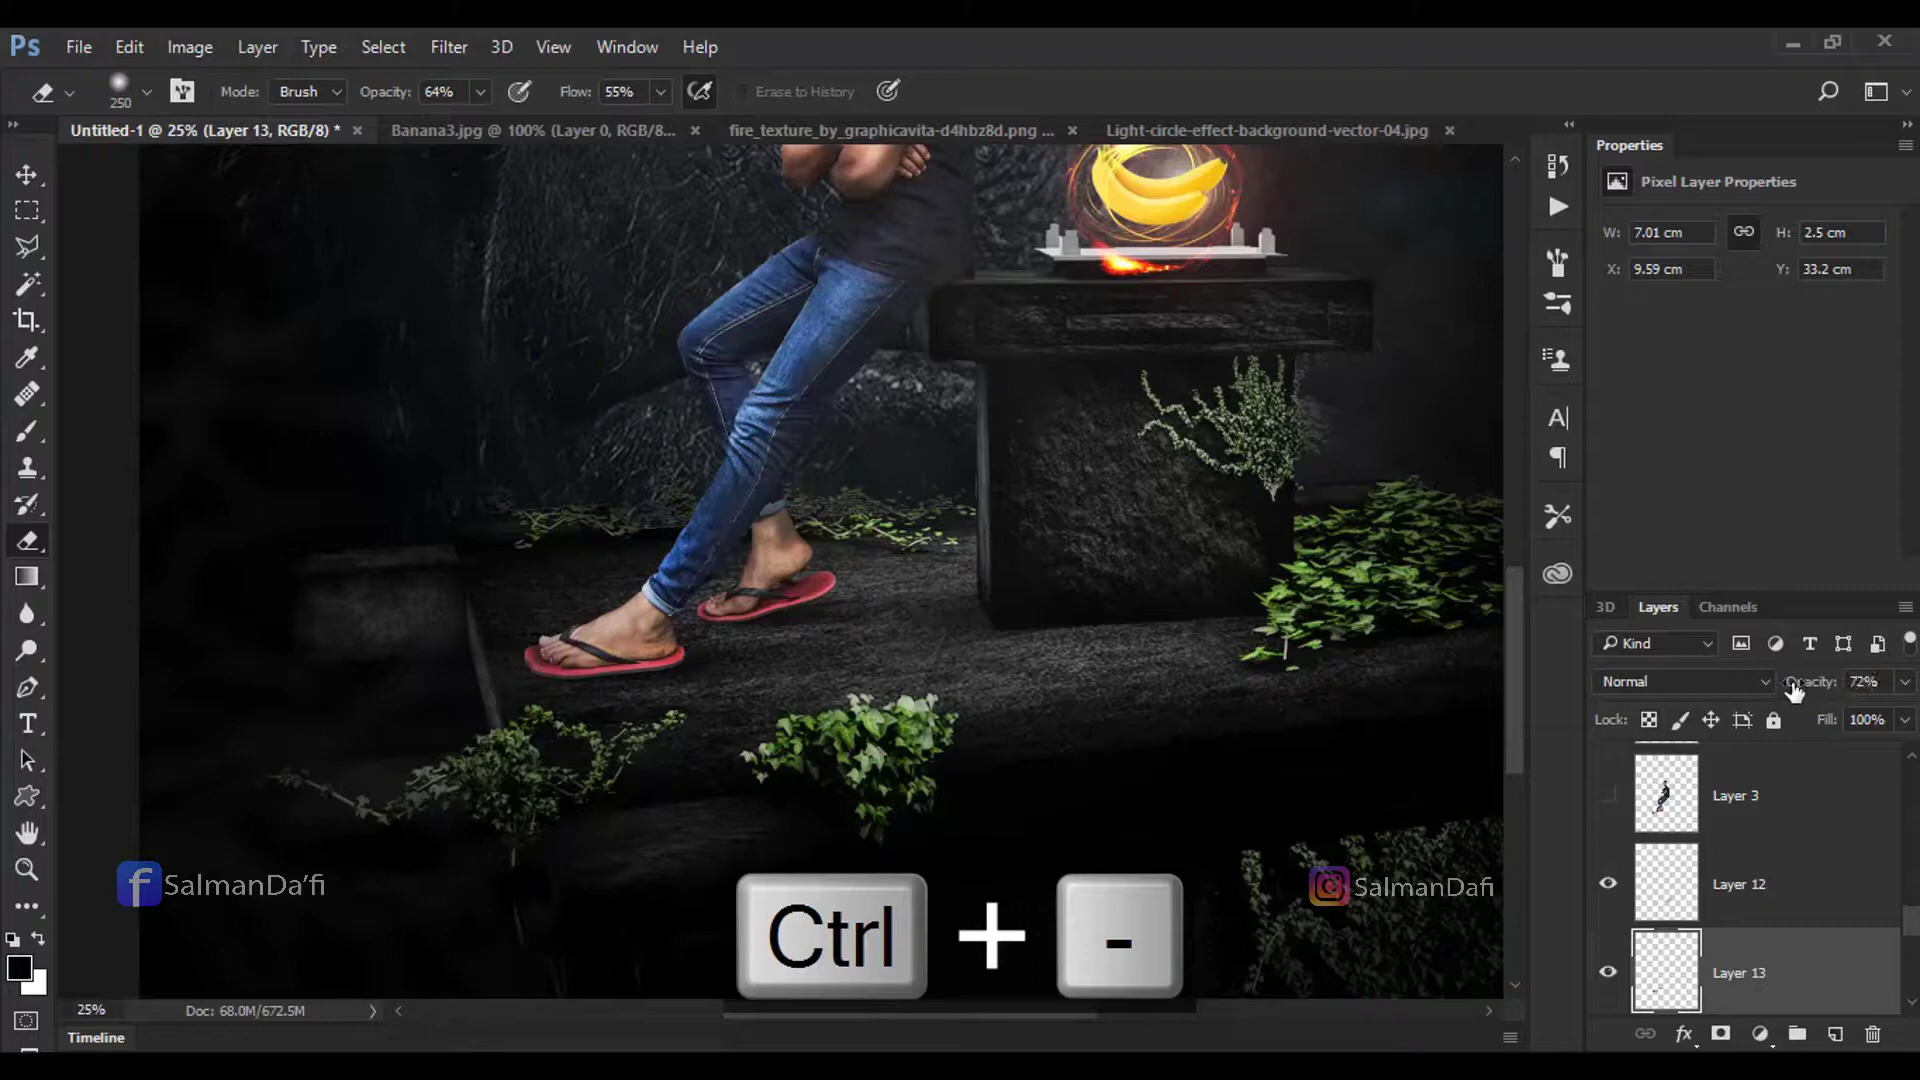 Ps File Edit Image Layer Type Select Filter 3D View Window Help
250 Mode: Brush Opacity: 64% Flow: 55% Erase to History
Untitled-1 @ 25% (Layer 13, RGB/8) * × Banana3.jpg @ 100% (Layer 0, RGB/8... × fire_texture_by_graphicavita-d4hbz8d.png ... × Light-circle-effect-background-vector-04.jpg ×
Properties
Pixel Layer Properties
W: 7.01 cm H: 2.5 cm
X: 9.59 cm Y: 33.2 cm
3D Layers Channels
Kind
Normal Opacity: 72%
Lock: Fill: 100%
Layer 3
Layer 12
Layer 13
fx
SalmanDa'fi
Ctrl + -
SalmanDafi
25% Doc: 68.0M/672.5M
Timeline